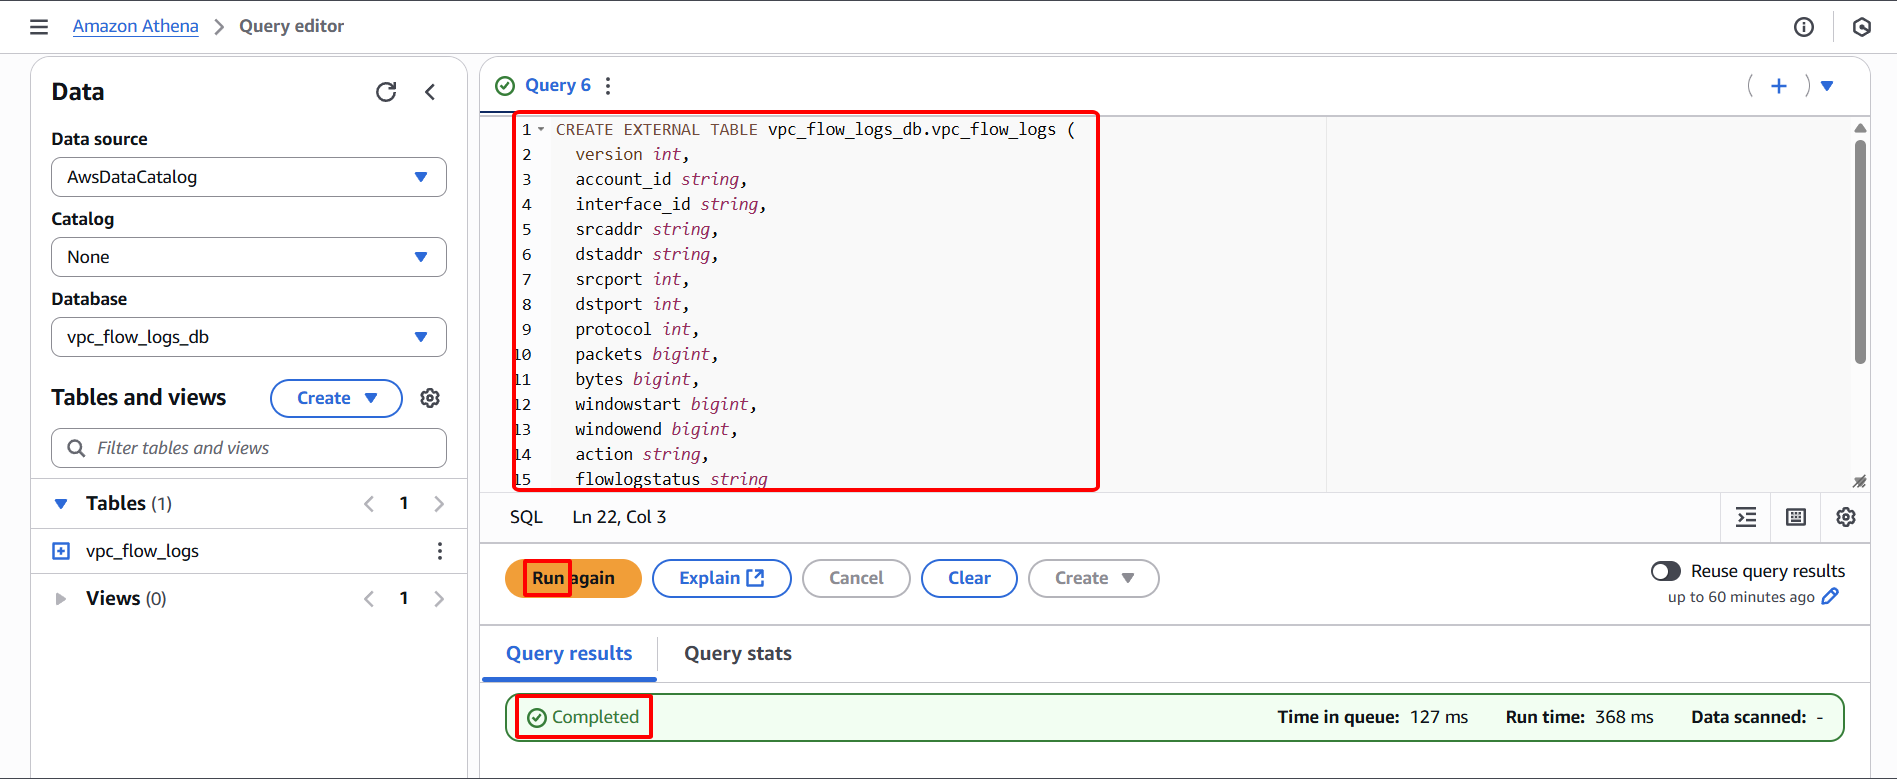 Amazon Athena > Query editor
Data
Data source
AwsDataCatalog
Catalog
None
Database
vpc_flow_logs_db
Tables and views
Create
Filter tables and views
Tables (1)
1
vpc_flow_logs
Views (0)
1
Query 6
1 CREATE EXTERNAL TABLE vpc_flow_logs_db.vpc_flow_logs (
2 version int,
3 account_id string,
4 interface_id string,
5 srcaddr string,
6 dstaddr string,
7 srcport int,
8 dstport int,
9 protocol int,
10 packets bigint,
11 bytes bigint,
12 windowstart bigint,
13 windowend bigint,
14 action string,
15 flowlogstatus string
SQL Ln 22, Col 3
Run again Explain Cancel Clear Create
Reuse query results
up to 60 minutes ago
Query results Query stats
Completed Time in queue: 127 ms Run time: 368 ms Data scanned: -